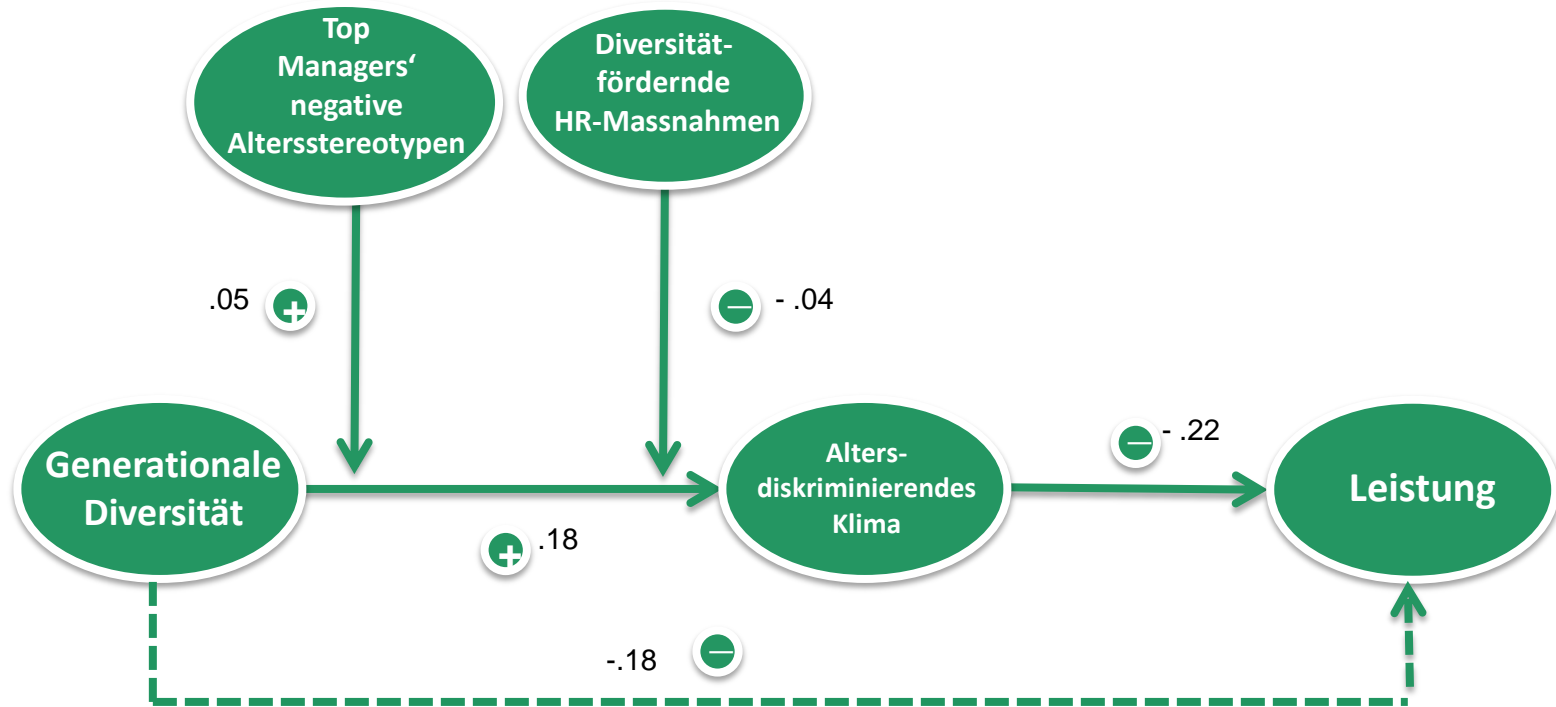 Top
Managers‘
negative
Altersstereotypen
Diversität-
fördernde
HR-Massnahmen
.05
+
–
- .04
Generationale
Diversität
+
.18
Alters-
diskriminierendes
Klima
–
- .22
Leistung
-.18
–